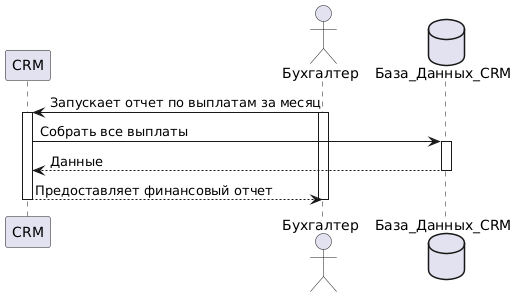 CRM
Бухгалтер
База_Данных_CRM
Запускает отчет по выплатам за месяц
Собрать все выплаты
Данные
Предоставляет финансовый отчет
CRM
Бухгалтер
База_Данных_CRM